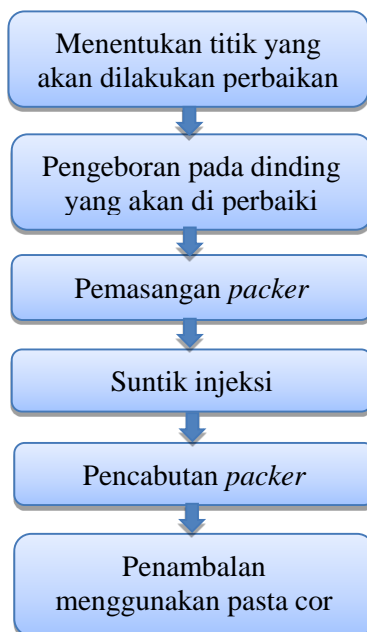 Menentukan titik yang
akan dilakukan perbaikan
Pengeboran pada dinding
yang akan di perbaiki
Pemasangan packer
Suntik injeksi
Pencabutan packer
Penambalan
menggunakan pasta cor